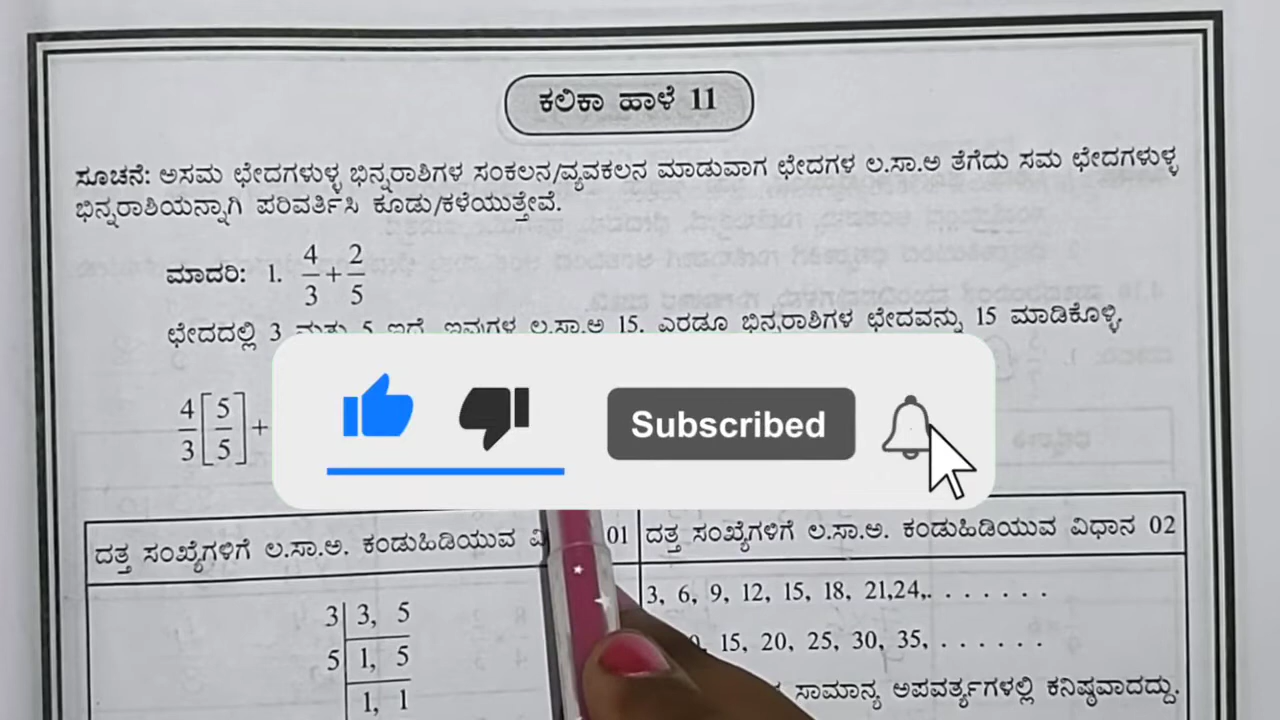 ಕಲಿಕಾ ಹಾಳೆ 11
ಸೂಚನೆ: ಅಸಮ ಛೇದಗಳುಳ್ಳ ಭಿನ್ನರಾಶಿಗಳ ಸಂಕಲನ/ವ್ಯವಕಲನ ಮಾಡುವಾಗ ಛೇದಗಳ ಲ.ಸಾ.ಅ ತೆಗೆದು ಸಮ ಛೇದಗಳುಳ್ಳ
ಭಿನ್ನರಾಶಿಯನ್ನಾಗಿ ಪರಿವರ್ತಿಸಿ ಕೂಡು/ಕಳೆಯುತ್ತೇವೆ.
ಮಾದರಿ: 1. 4/3 + 2/5
ಛೇದದಲ್ಲಿ 3 ಮತ್ತು 5 ಇದೆ. ಇವುಗಳ ಲ.ಸಾ.ಅ 15. ಎರಡೂ ಭಿನ್ನರಾಶಿಗಳ ಛೇದವನ್ನು 15 ಮಾಡಿಕೊಳ್ಳಿ.
4/3 [5/5] +
Subscribed
ದತ್ತ ಸಂಖ್ಯೆಗಳಿಗೆ ಲ.ಸಾ.ಅ. ಕಂಡುಹಿಡಿಯುವ 01
ದತ್ತ ಸಂಖ್ಯೆಗಳಿಗೆ ಲ.ಸಾ.ಅ. ಕಂಡುಹಿಡಿಯುವ ವಿಧಾನ 02
3 | 3, 5
5 | 1, 5
1, 1
3, 6, 9, 12, 15, 18, 21,24,. . . . . . .
15, 20, 25, 30, 35, . . . . . .
ಸಾಮಾನ್ಯ ಅಪವರ್ತ್ಯಗಳಲ್ಲಿ ಕನಿಷ್ಠವಾದದ್ದು.